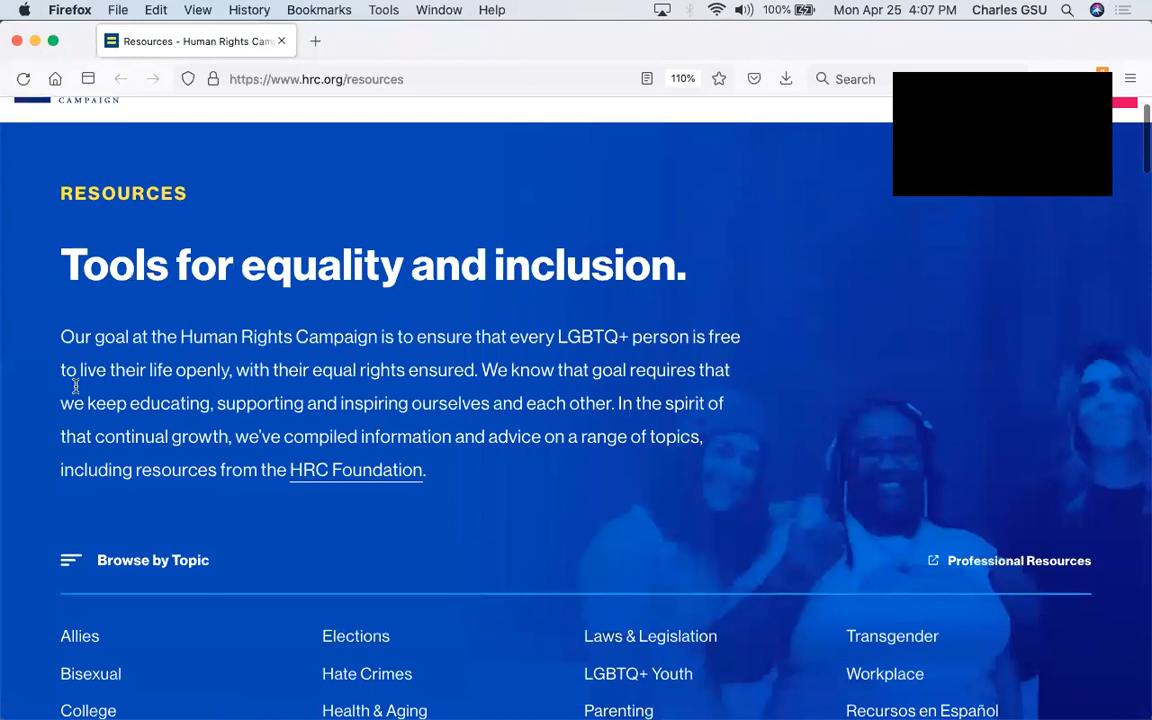 Firefox File Edit View History Bookmarks Tools Window Help 100% Mon Apr 25 4:07 PM Charles GSU
Resources - Human Rights Cam
https://www.hrc.org/resources 110% Search
CAMPAIGN
RESOURCES
Tools for equality and inclusion.
Our goal at the Human Rights Campaign is to ensure that every LGBTQ+ person is free
to live their life openly, with their equal rights ensured. We know that goal requires that
we keep educating, supporting and inspiring ourselves and each other. In the spirit of
that continual growth, we've compiled information and advice on a range of topics,
including resources from the HRC Foundation.
Browse by Topic Professional Resources
Allies Elections Laws & Legislation Transgender
Bisexual Hate Crimes LGBTQ+ Youth Workplace
College Health & Aging Parenting Recursos en Español